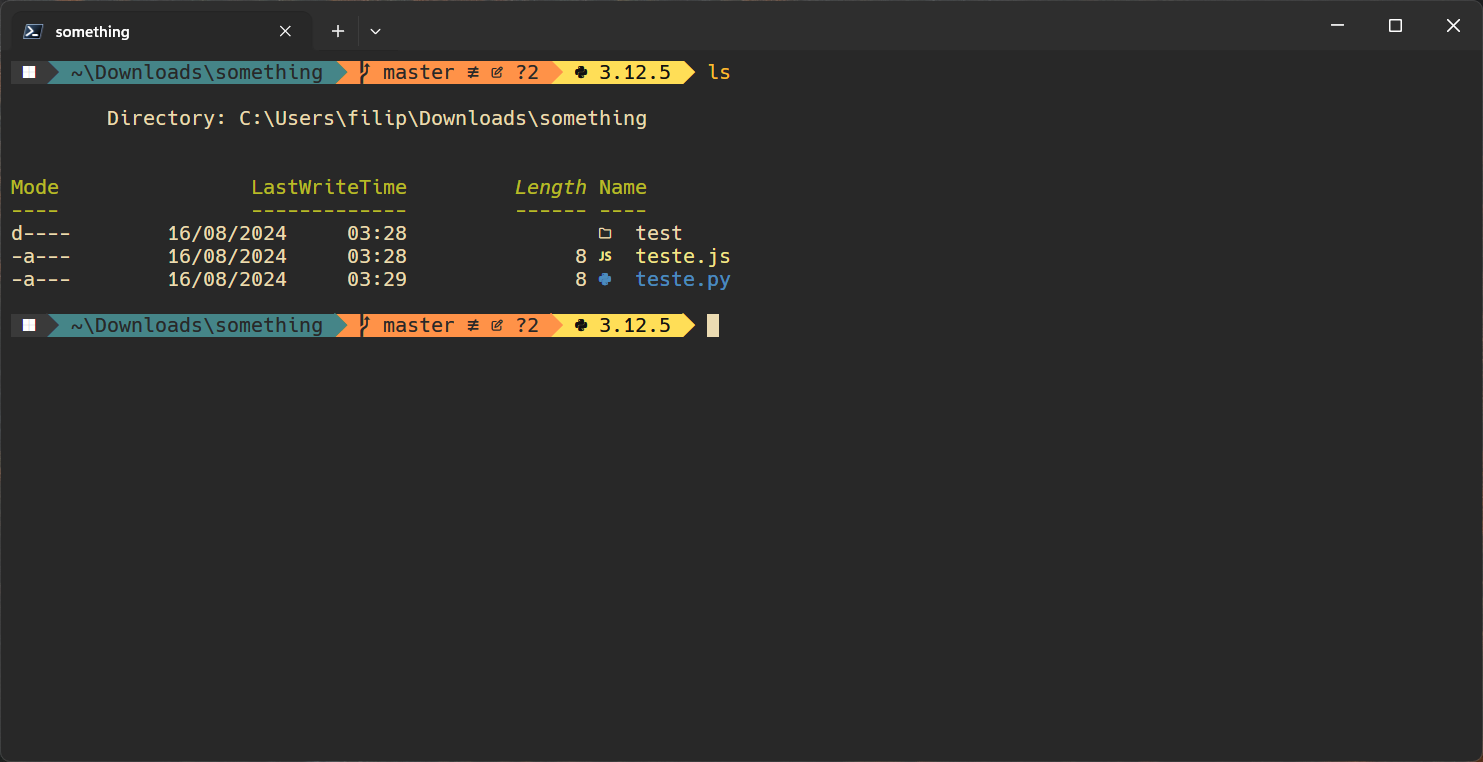 something
~\Downloads\something master ≢ ?2 3.12.5 ls
Directory: C:\Users\filip\Downloads\something
Mode LastWriteTime Length Name
---- ------------- ------ ----
d---- 16/08/2024 03:28 test
-a--- 16/08/2024 03:28 8 JS teste.js
-a--- 16/08/2024 03:29 8 teste.py
~\Downloads\something master ≢ ?2 3.12.5